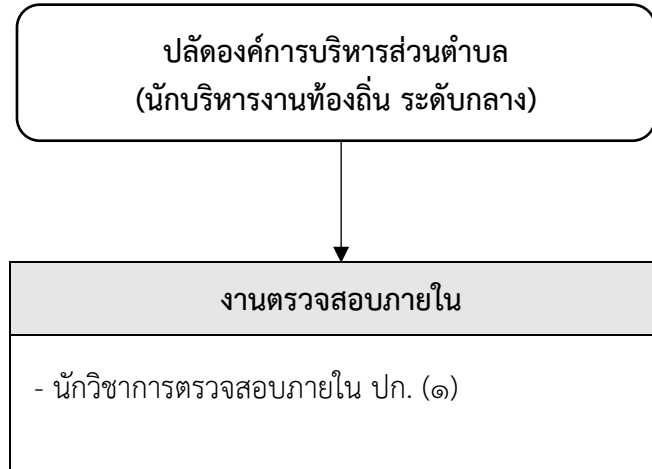 ปลัดองค์การบริหารส่วนตำบล
(นักบริหารงานท้องถิ่น ระดับกลาง)
งานตรวจสอบภายใน
- นักวิชาการตรวจสอบภายใน ปก. (๑)